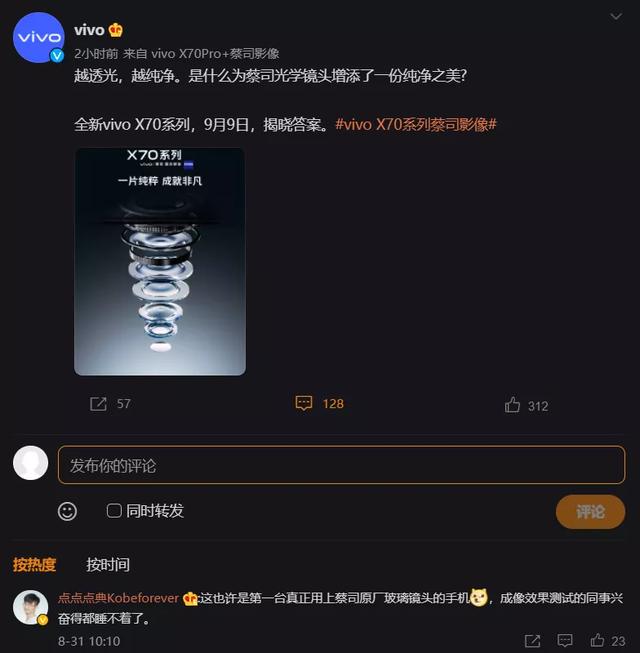 vivo
vivo
2小时前 来自 vivo X70Pro+蔡司影像
越透光，越纯净。是什么为蔡司光学镜头增添了一份纯净之美?
全新vivo X70系列，9月9日，揭晓答案。#vivo X70系列蔡司影像#
X70系列
vivo
一片纯粹 成就非凡
57
128
312
发布你的评论
同时转发
评论
按热度
按时间
点点点典Kobeforever:这也许是第一台真正用上蔡司原厂玻璃镜头的手机，成像效果测试的同事兴
奋得都睡不着了。
8-31 10:10
23